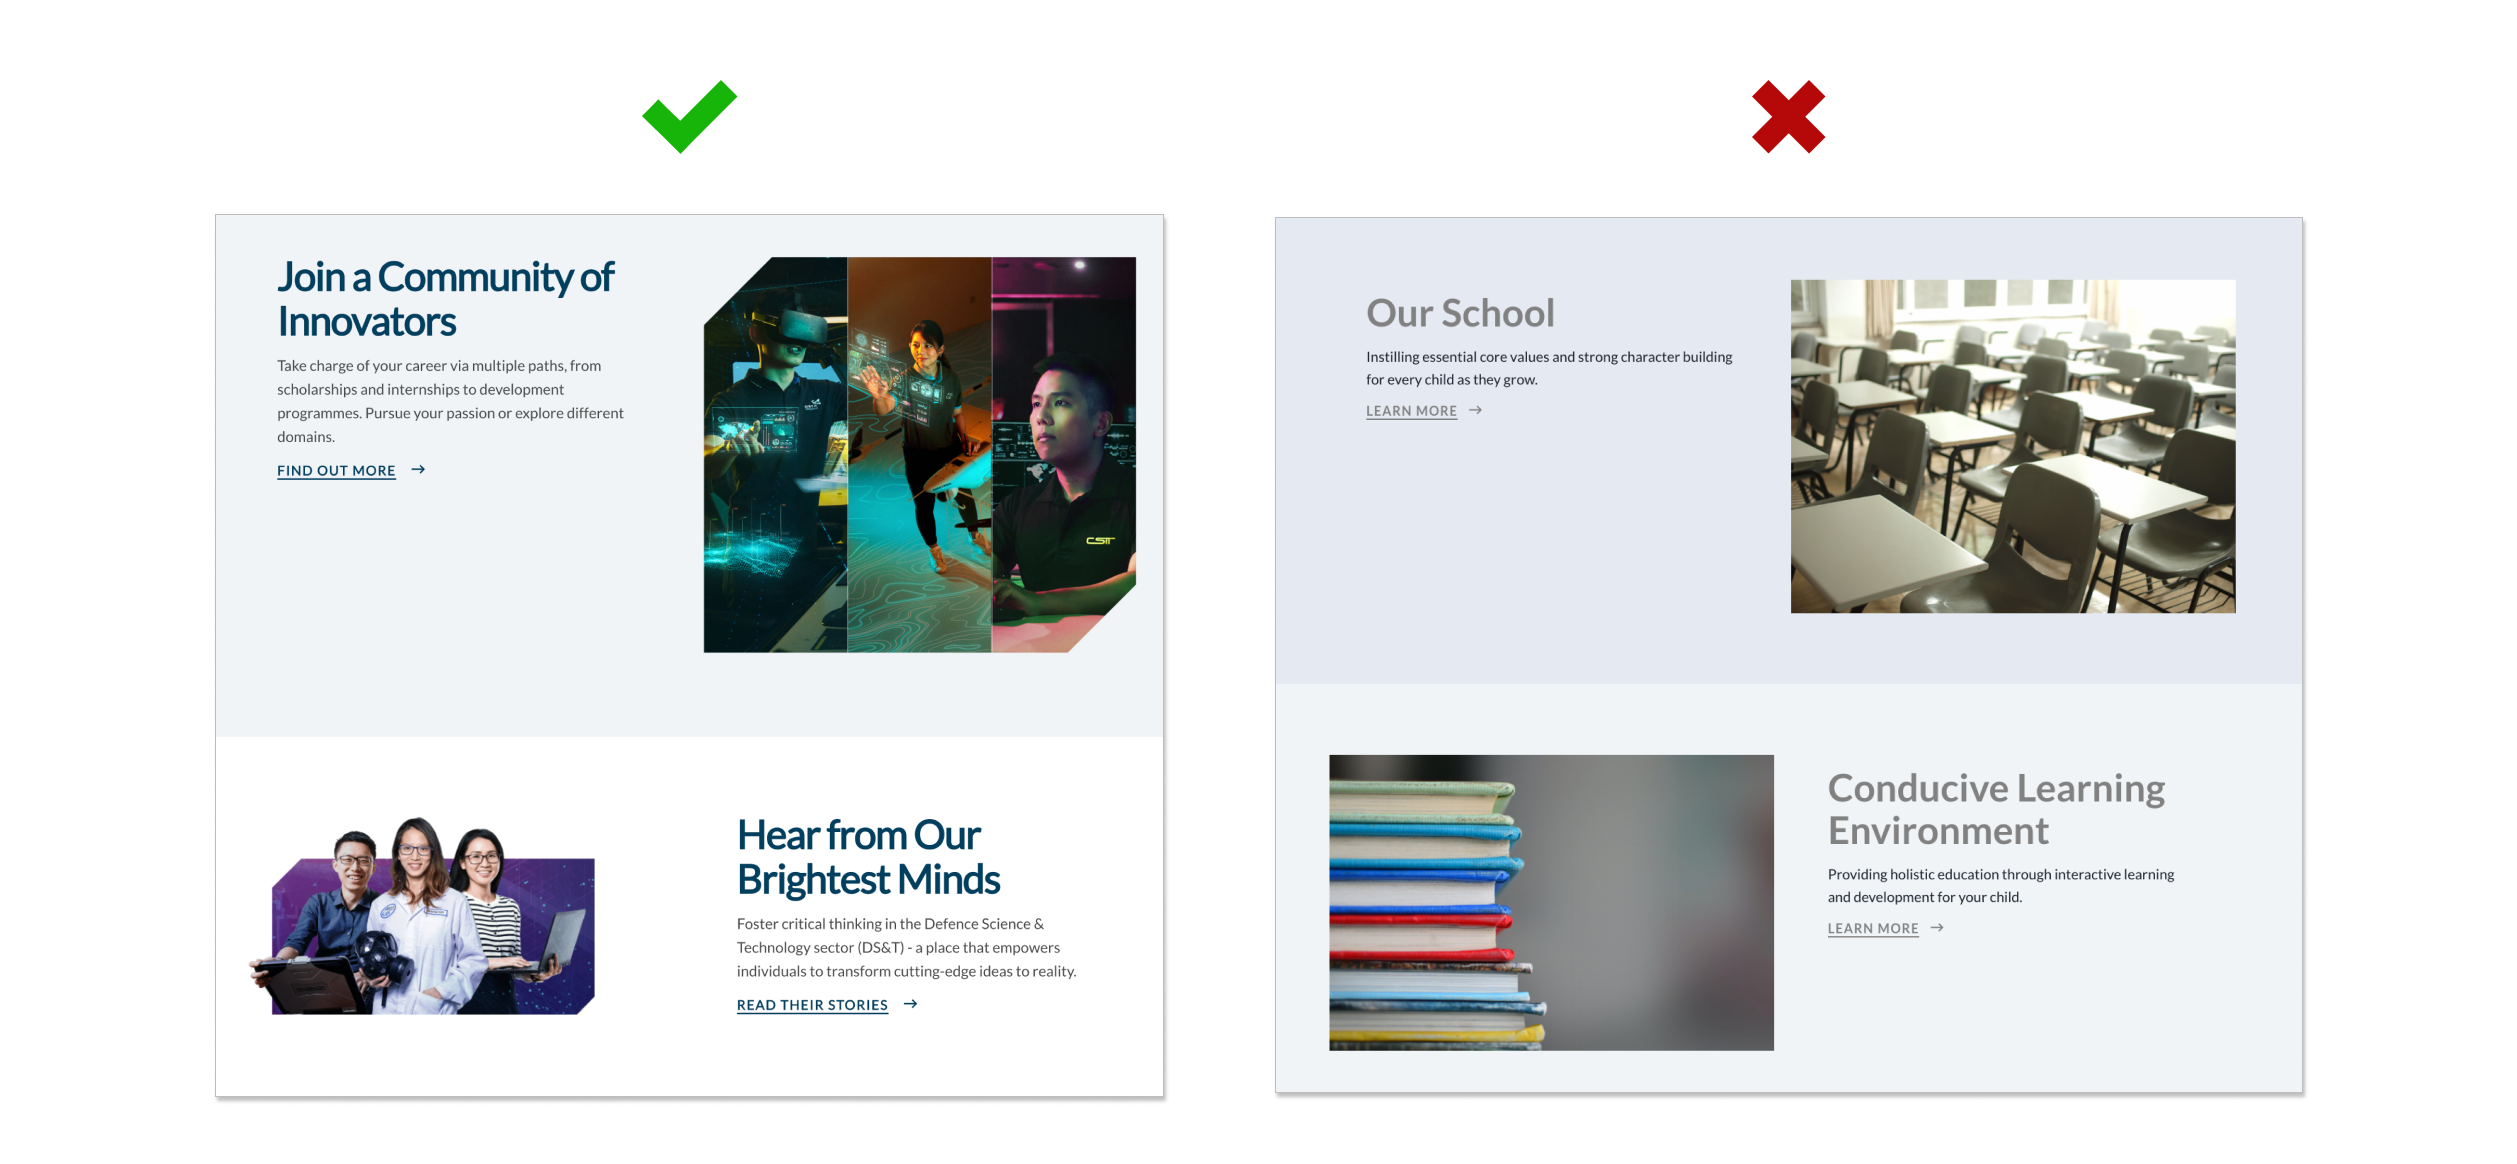 Join a Community of
Innovators
Take charge of your career via multiple paths, from
scholarships and internships to development
programmes. Pursue your passion or explore different
domains.
FIND OUT MORE →
Hear from Our
Brightest Minds
Foster critical thinking in the Defence Science &
Technology sector (DS&T) - a place that empowers
individuals to transform cutting-edge ideas to reality.
READ THEIR STORIES →
Our School
Instilling essential core values and strong character building
for every child as they grow.
LEARN MORE →
Conducive Learning
Environment
Providing holistic education through interactive learning
and development for your child.
LEARN MORE →